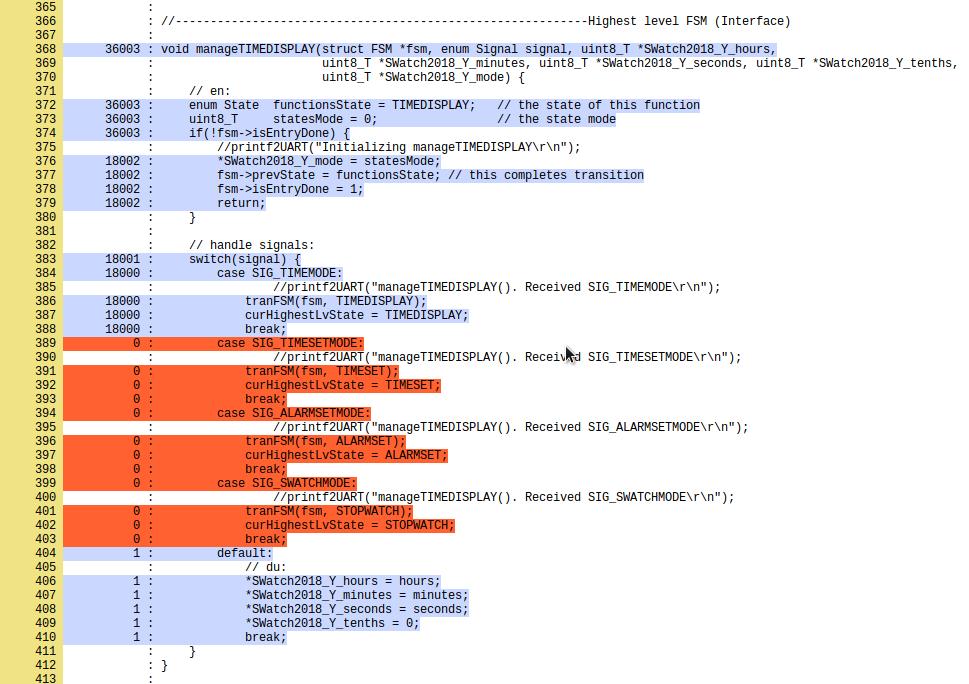 365 :
366 : //-----------------------------------------------------------Highest level FSM (Interface)
367 :
368 36003 : void manageTIMEDISPLAY(struct FSM *fsm, enum Signal signal, uint8_T *SWatch2018_Y_hours,
369 : uint8_T *SWatch2018_Y_minutes, uint8_T *SWatch2018_Y_seconds, uint8_T *SWatch2018_Y_tenths,
370 : uint8_T *SWatch2018_Y_mode) {
371 : // en:
372 36003 : enum State functionsState = TIMEDISPLAY; // the state of this function
373 36003 : uint8_T statesMode = 0; // the state mode
374 36003 : if(!fsm->isEntryDone) {
375 : //printf2UART("Initializing manageTIMEDISPLAY\r\n");
376 18002 : *SWatch2018_Y_mode = statesMode;
377 18002 : fsm->prevState = functionsState; // this completes transition
378 18002 : fsm->isEntryDone = 1;
379 18002 : return;
380 : }
381 :
382 : // handle signals:
383 18001 : switch(signal) {
384 18000 : case SIG_TIMEMODE:
385 : //printf2UART("manageTIMEDISPLAY(). Received SIG_TIMEMODE\r\n");
386 18000 : tranFSM(fsm, TIMEDISPLAY);
387 18000 : curHighestLvState = TIMEDISPLAY;
388 18000 : break;
389 0 : case SIG_TIMESETMODE:
390 : //printf2UART("manageTIMEDISPLAY(). Received SIG_TIMESETMODE\r\n");
391 0 : tranFSM(fsm, TIMESET);
392 0 : curHighestLvState = TIMESET;
393 0 : break;
394 0 : case SIG_ALARMSETMODE:
395 : //printf2UART("manageTIMEDISPLAY(). Received SIG_ALARMSETMODE\r\n");
396 0 : tranFSM(fsm, ALARMSET);
397 0 : curHighestLvState = ALARMSET;
398 0 : break;
399 0 : case SIG_SWATCHMODE:
400 : //printf2UART("manageTIMEDISPLAY(). Received SIG_SWATCHMODE\r\n");
401 0 : tranFSM(fsm, STOPWATCH);
402 0 : curHighestLvState = STOPWATCH;
403 0 : break;
404 1 : default:
405 : // du:
406 1 : *SWatch2018_Y_hours = hours;
407 1 : *SWatch2018_Y_minutes = minutes;
408 1 : *SWatch2018_Y_seconds = seconds;
409 1 : *SWatch2018_Y_tenths = 0;
410 1 : break;
411 : }
412 : }
413 :